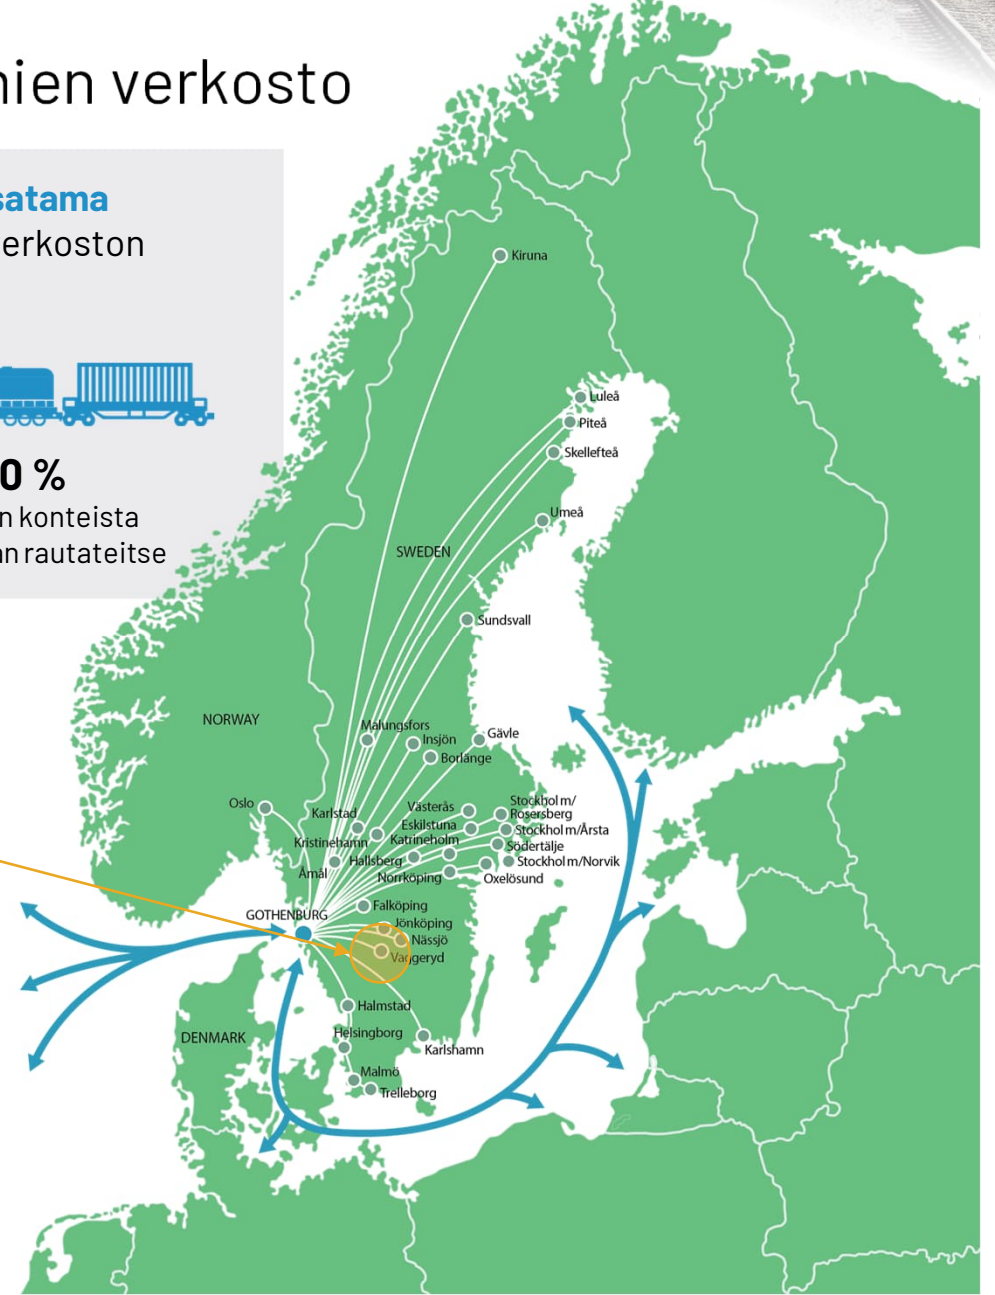 nien verkosto
satama
erkoston
0 %
n konteista
an rautateitse
Kiruna
Luleå
Piteå
Skellefteå
Umeå
SWEDEN
Sundsvall
NORWAY
Malungsfors
Insjön
Gävle
Borlänge
Oslo
Karlstad
Västerås
Stockholm/
Rosersberg
Kristinehamn
Eskilstuna
Stockholm/Årsta
Katrineholm
Södertälje
Åmål
Hallsberg
Stockholm/Norvik
Norrköping
Oxelösund
Falköping
GOTHENBURG
Jönköping
Nässjö
Vaggeryd
Halmstad
DENMARK
Helsingborg
Karlshamn
Malmö
Trelleborg